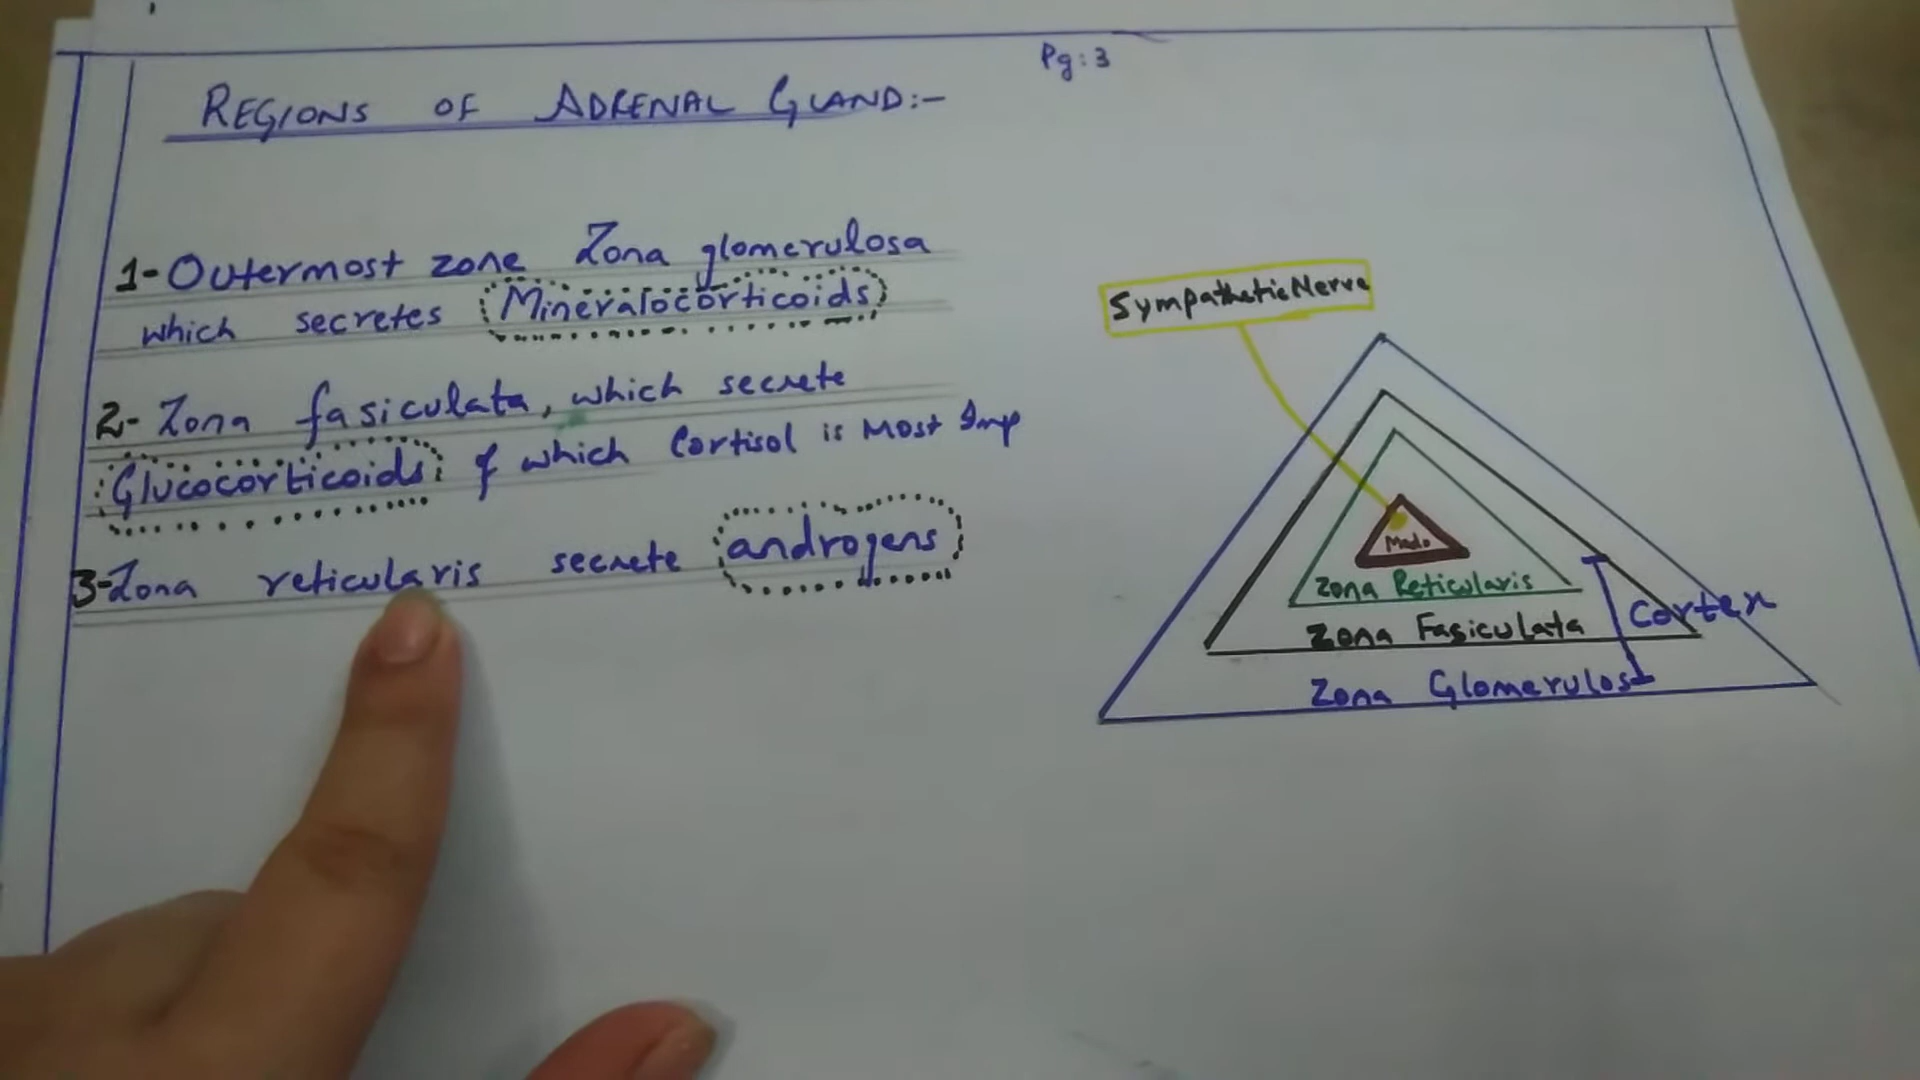 Pg:3
REGIONS OF ADRENAL GLAND:-
1- Outermost zone Zona glomerulosa
which secretes Mineralocorticoids
2- Zona fasiculata, which secrete
Glucocorticoids of which Cortisol is Most Imp
3- Zona reticularis secrete androgens
Sympathetic Nerve
Zona Reticularis
Zona Fasiculata
Cortex
Zona Glomerulosa